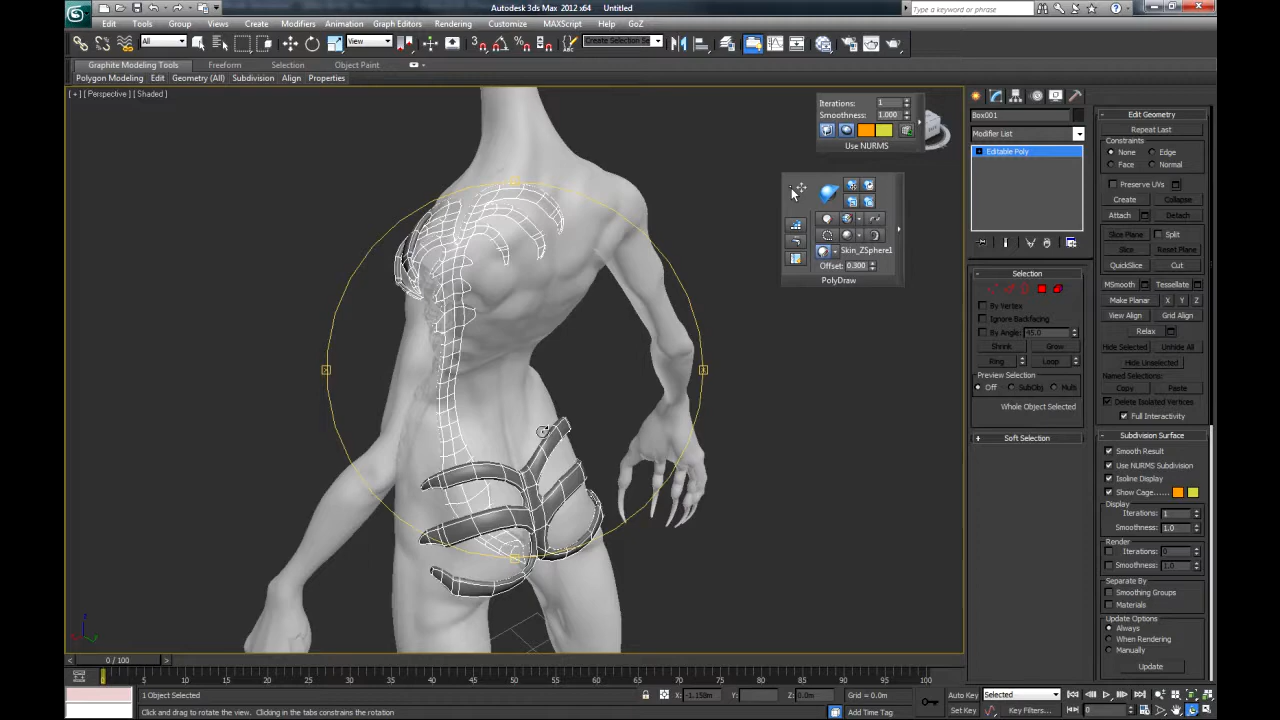 Autodesk 3ds Max 2012 x64    Untitled
Type a keyword or phrase
Edit Tools Group Views Create Modifiers Animation Graph Editors Rendering Customize MAXScript Help GoZ
All View Create Selection Se
Graphite Modeling Tools Freeform Selection Object Paint
Polygon Modeling Edit Geometry (All) Subdivision Align Properties
[ + ] [ Perspective ] [ Shaded ]
Iterations: 1
Smoothness: 1.000
Use NURMS
Skin_ZSphere1
Offset: 0.300
PolyDraw
Box001
Modifier List
Editable Poly
Selection
By Vertex
Ignore Backfacing
By Angle: 45.0
Shrink Grow
Ring Loop
Preview Selection
Off SubObj Multi
Whole Object Selected
Soft Selection
Edit Geometry
Repeat Last
Constraints
None Edge
Face Normal
Preserve UVs
Create Collapse
Attach Detach
Slice Plane Split
Slice Reset Plane
QuickSlice Cut
MSmooth Tessellate
Make Planar X Y Z
View Align Grid Align
Relax
Hide Selected Unhide All
Hide Unselected
Named Selections:
Copy Paste
Delete Isolated Vertices
Full Interactivity
Subdivision Surface
Smooth Result
Use NURMS Subdivision
Isoline Display
Show Cage......
Display
Iterations: 1
Smoothness: 1.0
Render
Iterations: 0
Smoothness: 1.0
Separate By
Smoothing Groups
Materials
Update Options
Always
When Rendering
Manually
Update
0 / 100
5 10 15 20 25 30 35 40 45 50 55 60 65 70 75 80 85 90 95 100
1 Object Selected X: -1.158m Y: Z: 0.0m Grid = 0.0m Auto Key Selected
Click and drag to rotate the view. Clicking in the tabs constrains the rotation Add Time Tag Set Key Key Filters... 0